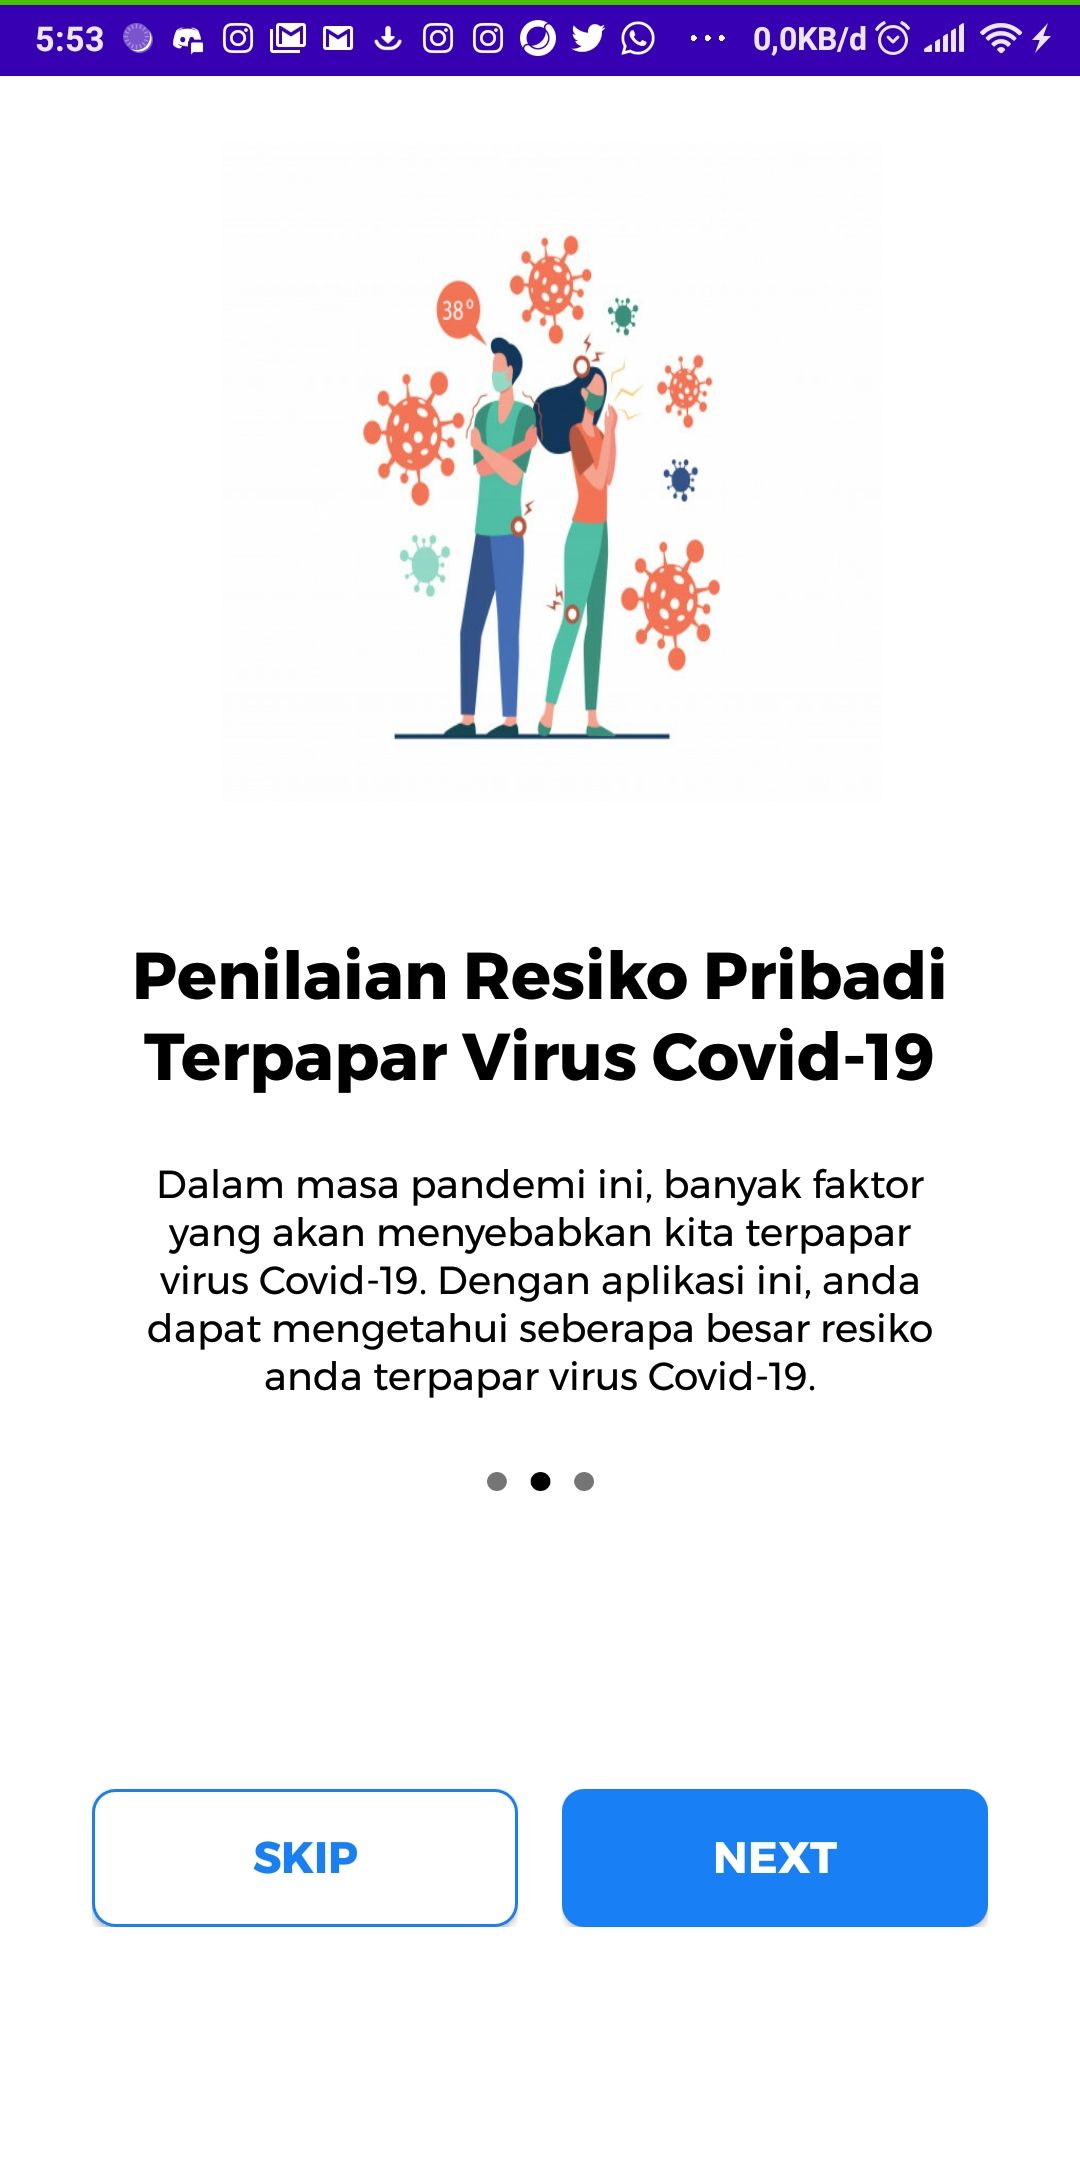 5:53 0,0KB/d
38°
Penilaian Resiko Pribadi
Terpapar Virus Covid-19
Dalam masa pandemi ini, banyak faktor
yang akan menyebabkan kita terpapar
virus Covid-19. Dengan aplikasi ini, anda
dapat mengetahui seberapa besar resiko
anda terpapar virus Covid-19.
SKIP NEXT